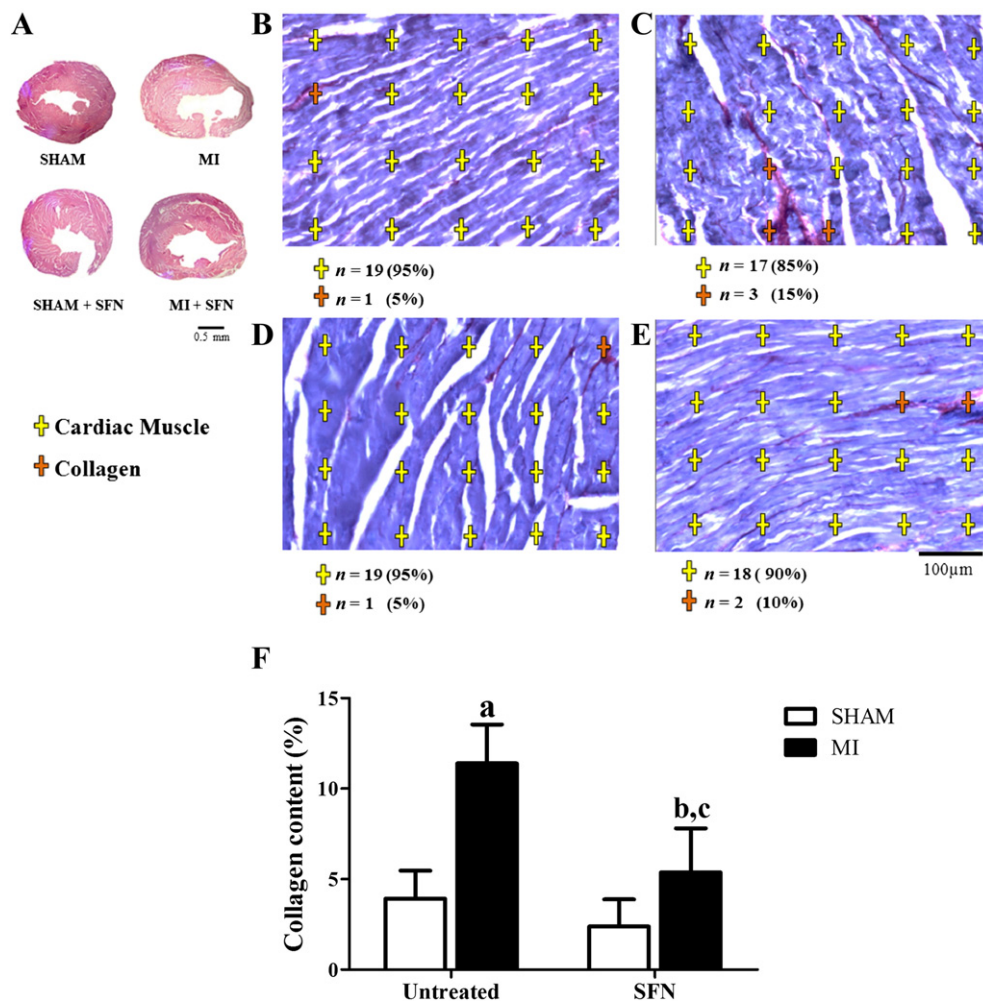 A
SHAM
MI
SHAM + SFN
MI + SFN
0.5 mm
Cardiac Muscle
Collagen
B
n = 19 (95%)
n = 1 (5%)
C
n = 17 (85%)
n = 3 (15%)
D
n = 19 (95%)
n = 1 (5%)
E
n = 18 ( 90%)
n = 2 (10%)
100µm
F
Collagen content (%)
15
10
5
0
a
b,c
Untreated
SFN
SHAM
MI